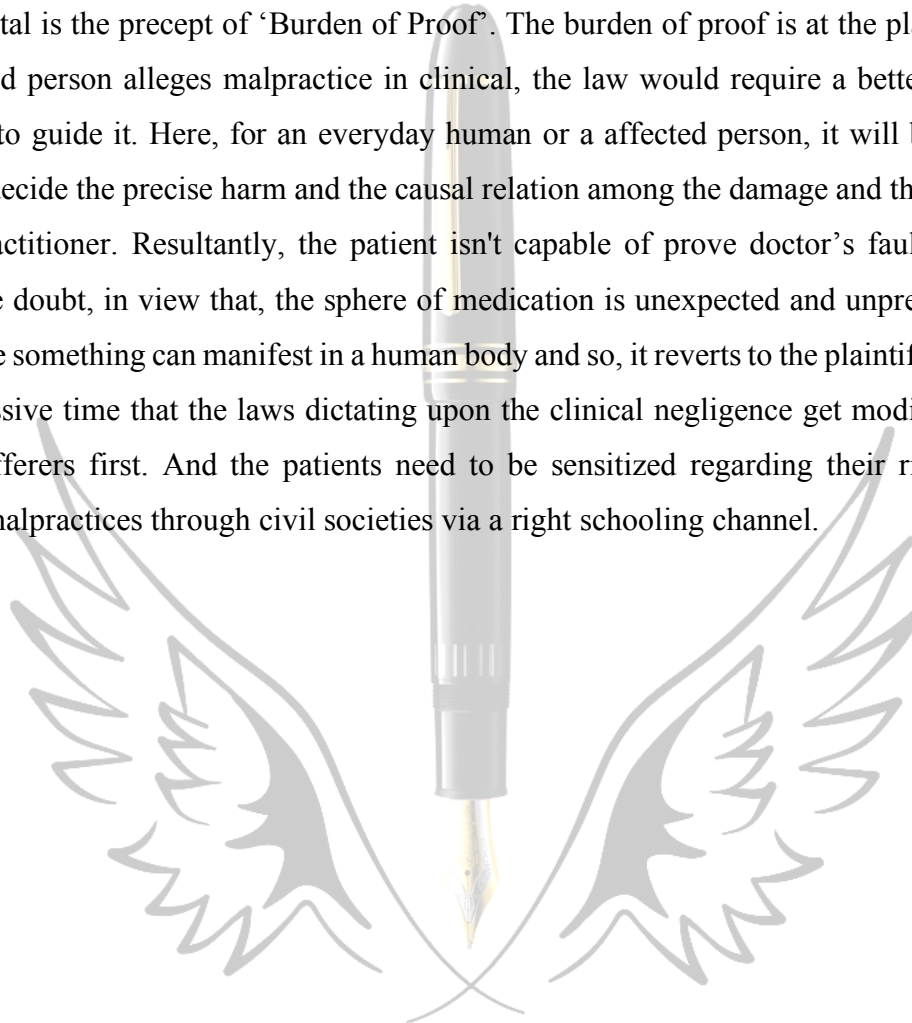 tal is the precept of ‘Burden of Proof’. The burden of proof is at the pla
d person alleges malpractice in clinical, the law would require a bette
to guide it. Here, for an everyday human or a affected person, it will
ecide the precise harm and the causal relation among the damage and th
actitioner. Resultantly, the patient isn't capable of prove doctor’s faul
e doubt, in view that, the sphere of medication is unexpected and unpre
e something can manifest in a human body and so, it reverts to the plaintif
ssive time that the laws dictating upon the clinical negligence get modi
fferers first. And the patients need to be sensitized regarding their ri
nalpractices through civil societies via a right schooling channel.